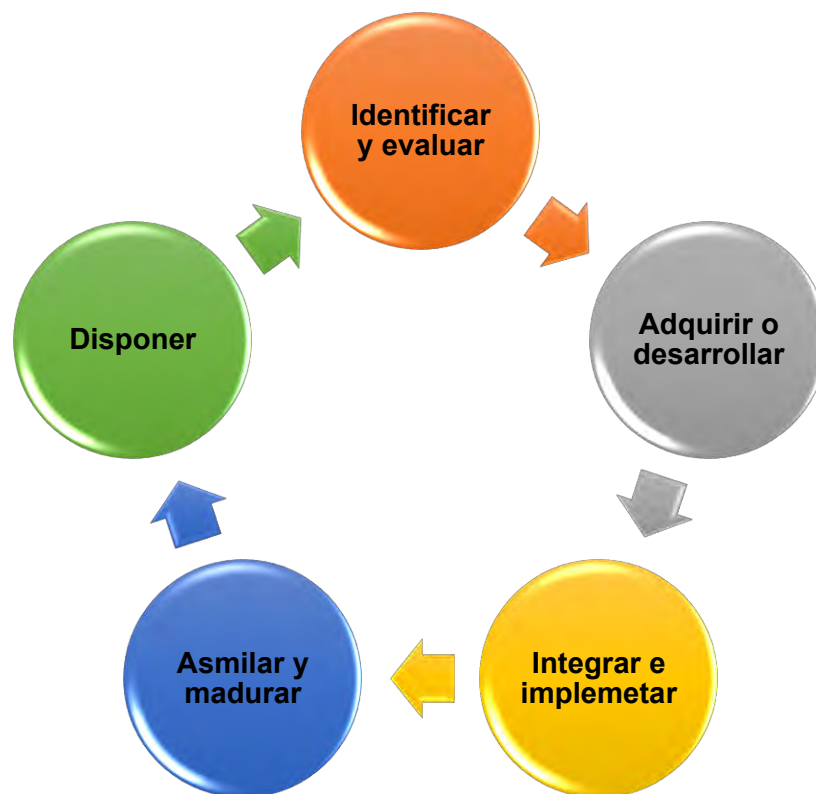 Identificar
y evaluar
Adquirir o
desarrollar
Integrar e
implemetar
Asmilar y
madurar
Disponer